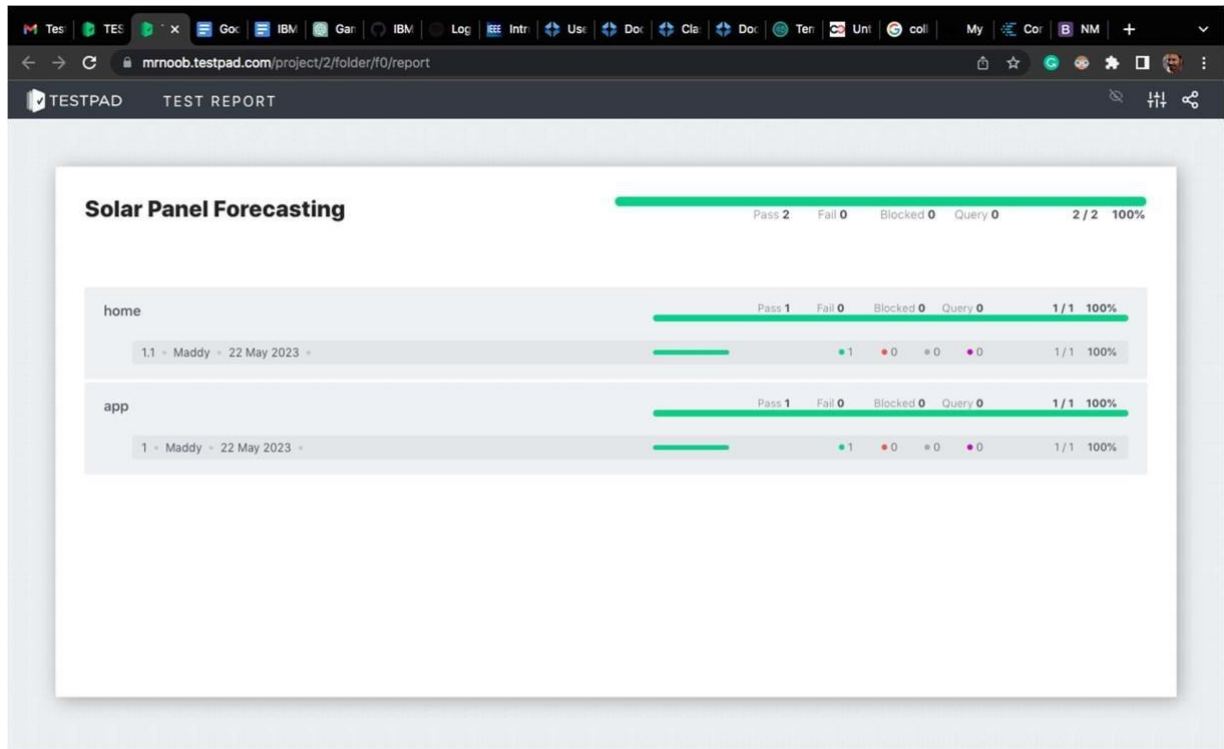 Tes TES Goc IBM Gan IBM Log IEEE Intr Use Doc Cla Doc Ten CO Unt G coll My Cor B NM
mrnoob.testpad.com/project/2/folder/f0/report
TESTPAD TEST REPORT
Solar Panel Forecasting
Pass 2 Fail 0 Blocked 0 Query 0 2 / 2 100%
home Pass 1 Fail 0 Blocked 0 Query 0 1 / 1 100%
1.1 Maddy 22 May 2023 1 0 0 0 1 / 1 100%
app Pass 1 Fail 0 Blocked 0 Query 0 1 / 1 100%
1 Maddy 22 May 2023 1 0 0 0 1 / 1 100%